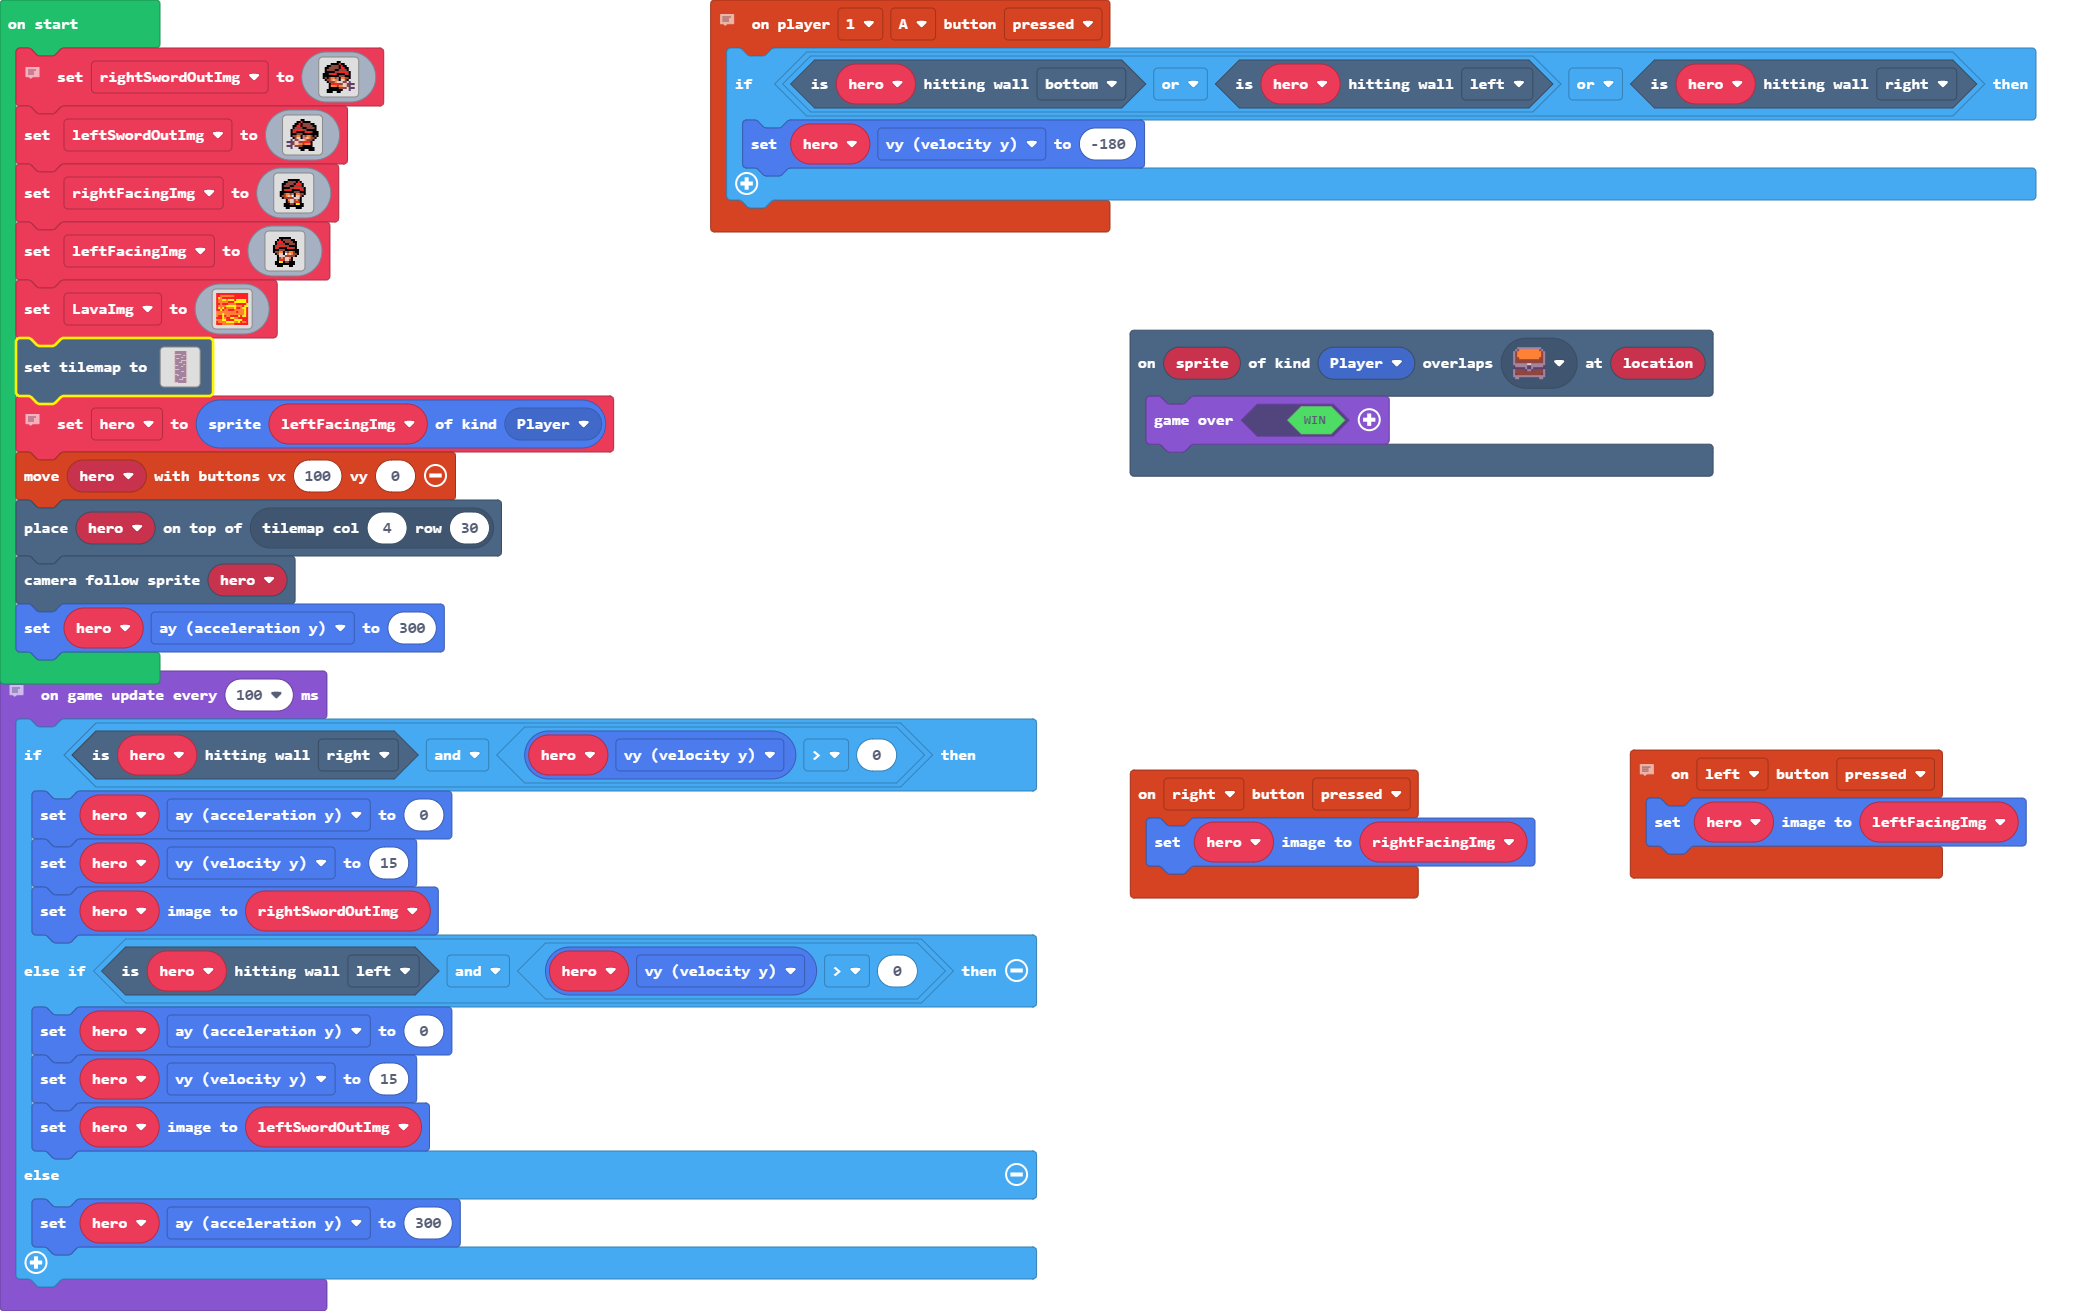 on start
set rightSwordOutImg to
set leftSwordOutImg to
set rightFacingImg to
set leftFacingImg to
set LavaImg to
set tilemap to
set hero to sprite leftFacingImg of kind Player
move hero with buttons vx 100 vy 0
place hero on top of tilemap col 4 row 30
camera follow sprite hero
set hero ay (acceleration y) to 300
on game update every 100 ms
if is hero hitting wall right and hero vy (velocity y) > 0 then
set hero ay (acceleration y) to 0
set hero vy (velocity y) to 15
set hero image to rightSwordOutImg
else if is hero hitting wall left and hero vy (velocity y) > 0 then
set hero ay (acceleration y) to 0
set hero vy (velocity y) to 15
set hero image to leftSwordOutImg
else
set hero ay (acceleration y) to 300
on player 1 A button pressed
if is hero hitting wall bottom or is hero hitting wall left or is hero hitting wall right then
set hero vy (velocity y) to -180
on sprite of kind Player overlaps at location
game over WIN
on right button pressed
set hero image to rightFacingImg
on left button pressed
set hero image to leftFacingImg